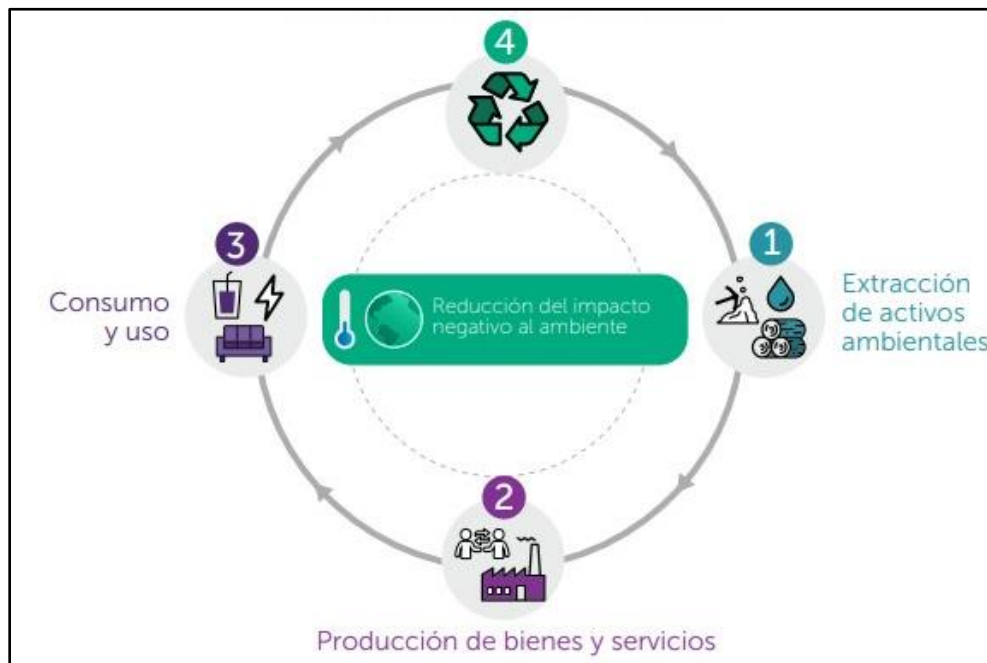 4
3
Consumo
y uso
Reducción del impacto
negativo al ambiente
1
Extracción
de activos
ambientales
2
Producción de bienes y servicios